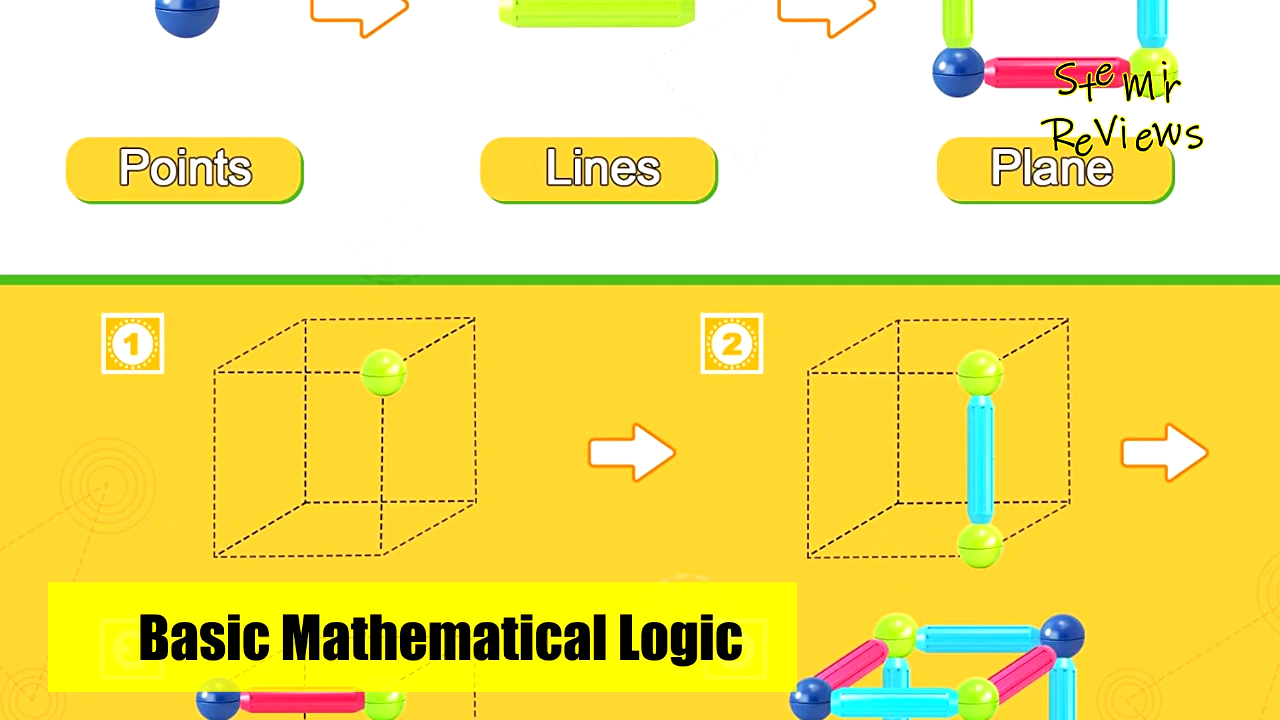 Stemir
ReViews
Points
Lines
Plane
1
2
Basic Mathematical Logic